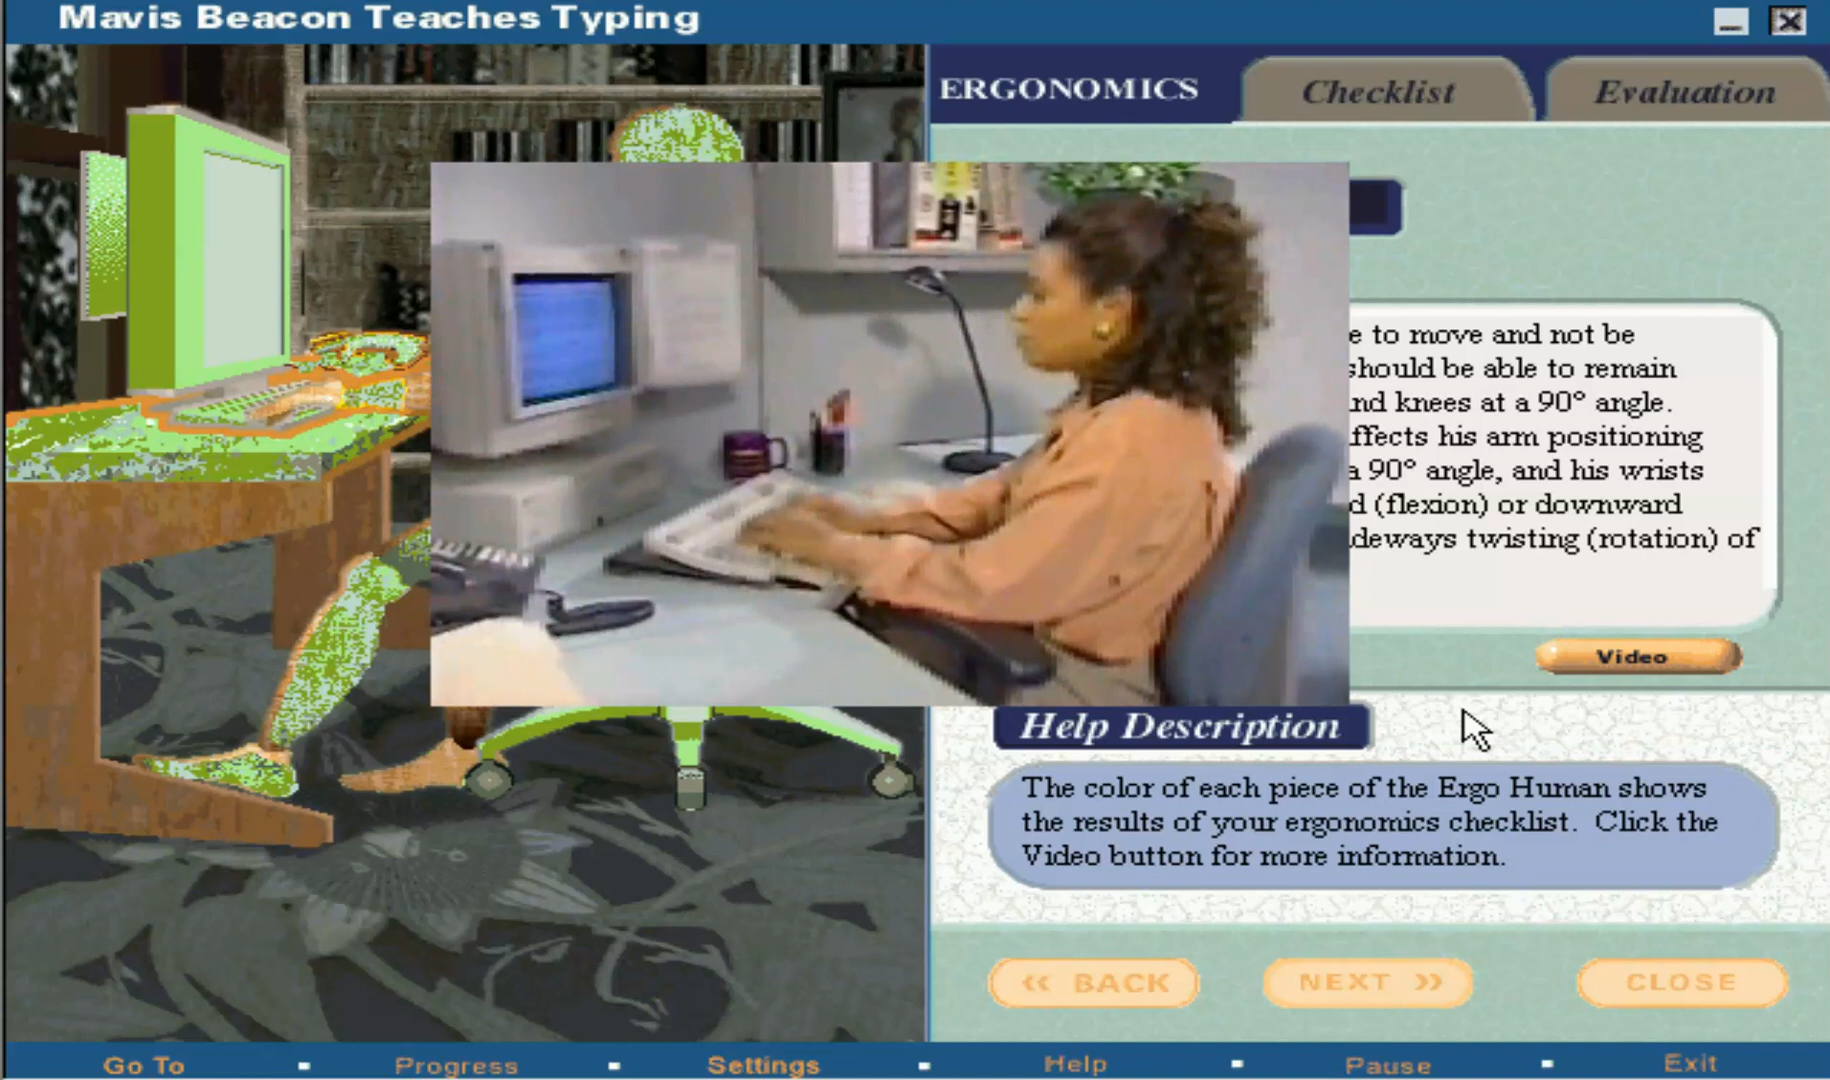 Mavis Beacon Teaches Typing
ERGONOMICS
Checklist
Evaluation
e to move and not be
should be able to remain
nd knees at a 90° angle.
ffects his arm positioning
a 90° angle, and his wrists
d (flexion) or downward
deways twisting (rotation) of
Video
Help Description
The color of each piece of the Ergo Human shows
the results of your ergonomics checklist. Click the
Video button for more information.
<< BACK
NEXT >>
CLOSE
Go To
Progress
Settings
Help
Pause
Exit